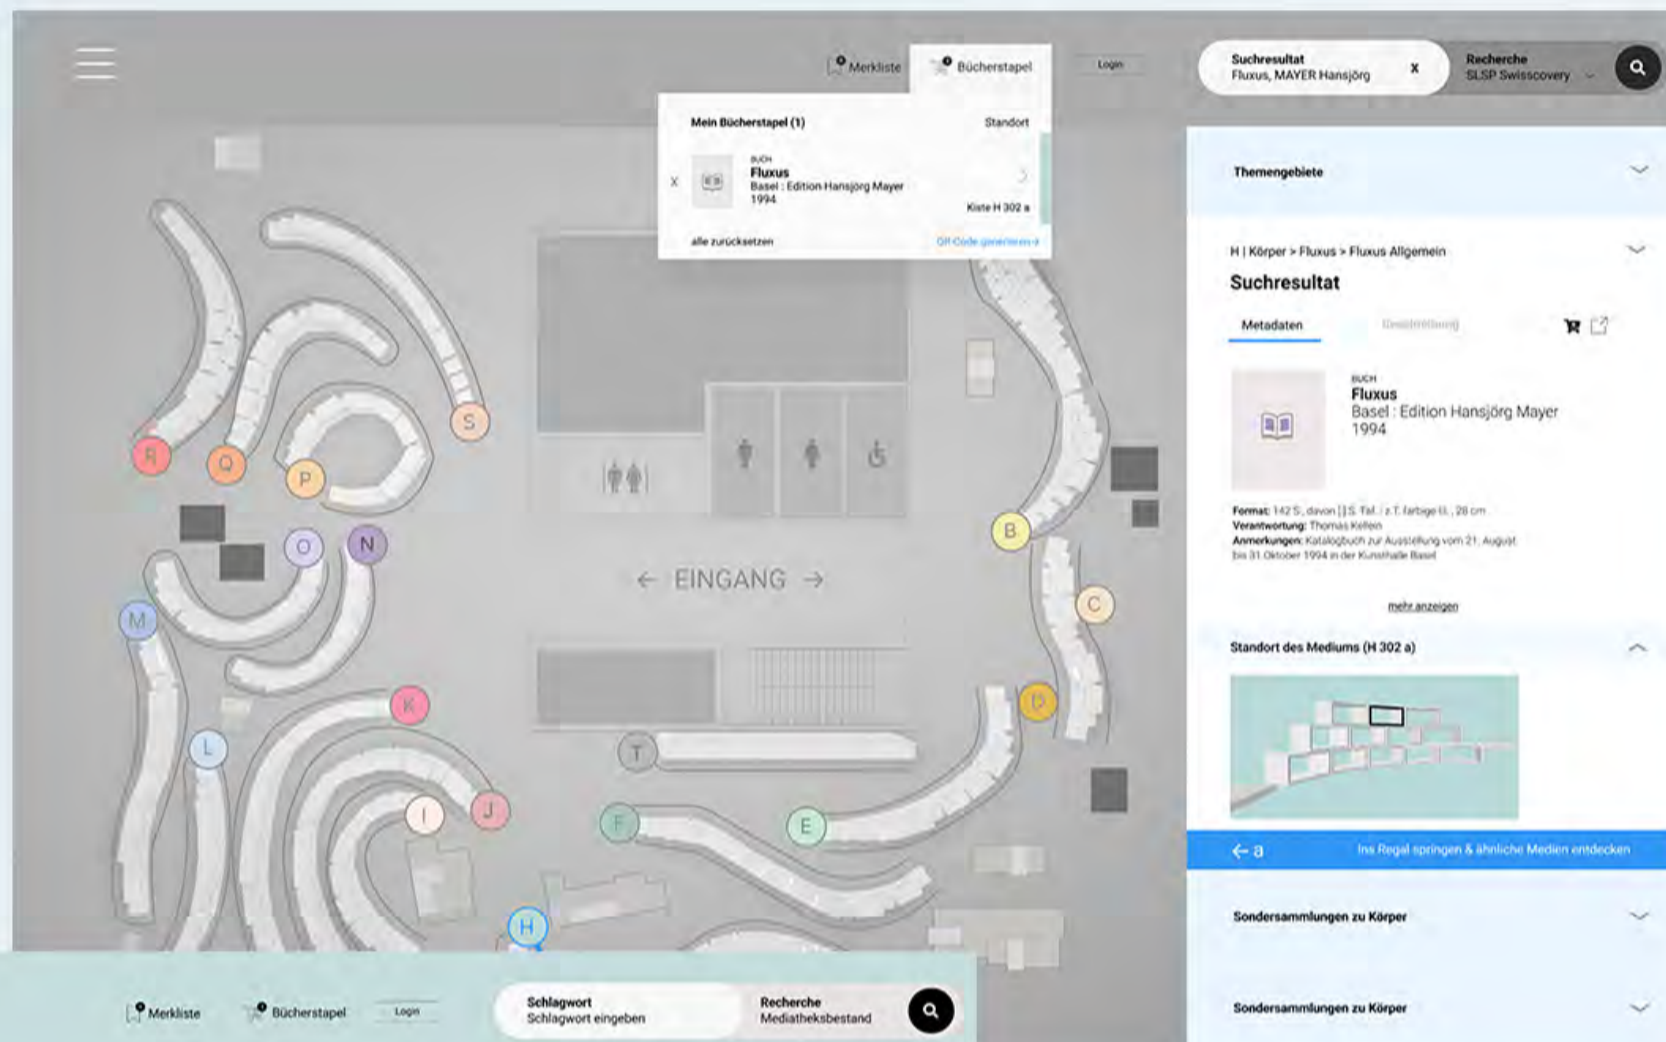 Merkliste
Bücherstapel
Login
Suchresultat
Fluxus, MAYER Hansjörg
X
Recherche
SLSP Swisscovery
Mein Bücherstapel (1)
Standort
X
BUCH
Fluxus
Basel : Edition Hansjörg Mayer
1994
Kiste H 302 a
alle zurücksetzen
QR-Code generieren→
R
Q
P
S
O
N
M
L
K
J
I
H
T
F
E
D
C
B
← EINGANG →
Themengebiete
H | Körper > Fluxus > Fluxus Allgemein
Suchresultat
Metadaten
BUCH
Fluxus
Basel : Edition Hansjörg Mayer
1994
Format: 142 S., davon [] S. Taf. : z.T. farbige Ill., 28 cm
Verantwortung: Thomas Kellein
Anmerkungen: Katalogbuch zur Ausstellung vom 21. August
bis 31 Oktober 1994 in der Kunsthalle Basel
mehr anzeigen
Standort des Mediums (H 302 a)
← a
Ins Regal springen & ähnliche Medien entdecken
Sondersammlungen zu Körper
Sondersammlungen zu Körper
Merkliste
Bücherstapel
Login
Schlagwort
Schlagwort eingeben
Recherche
Mediatheksbestand